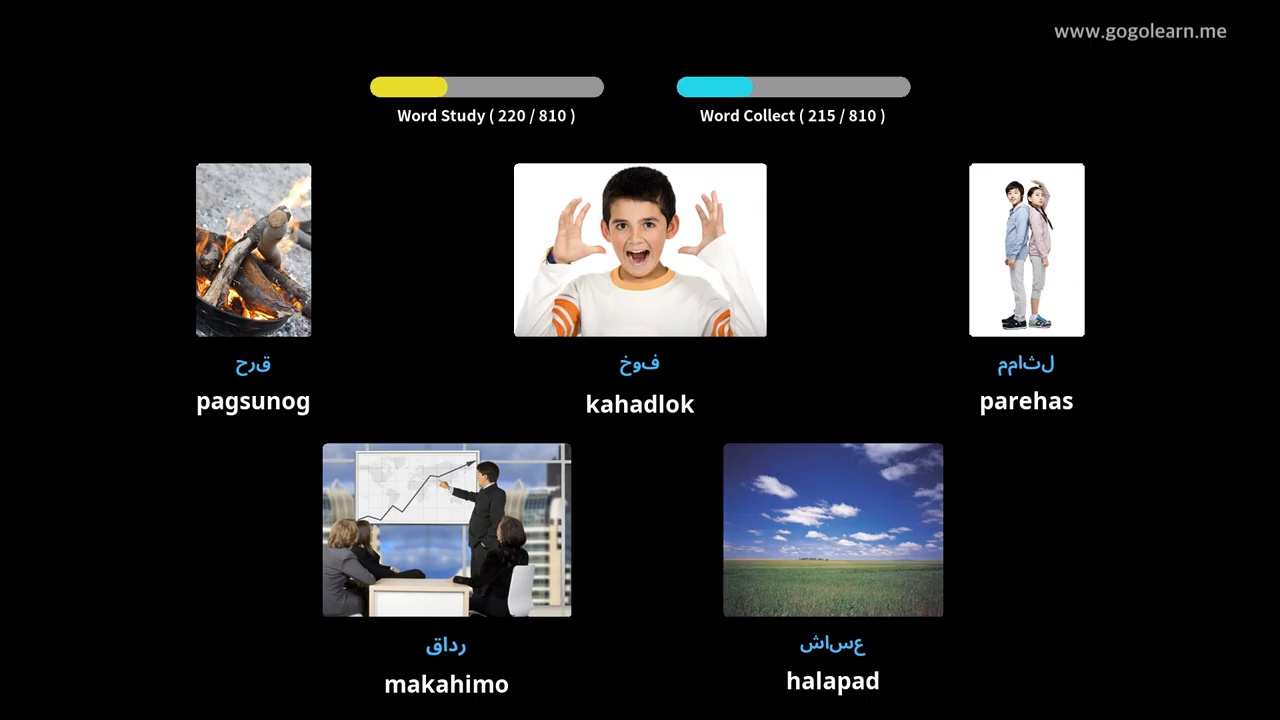 www.gogolearn.me
Word Study ( 220 / 810 )
Word Collect ( 215 / 810 )
قرح
فوخ
لثامم
pagsunog
kahadlok
parehas
رداق
عساش
makahimo
halapad